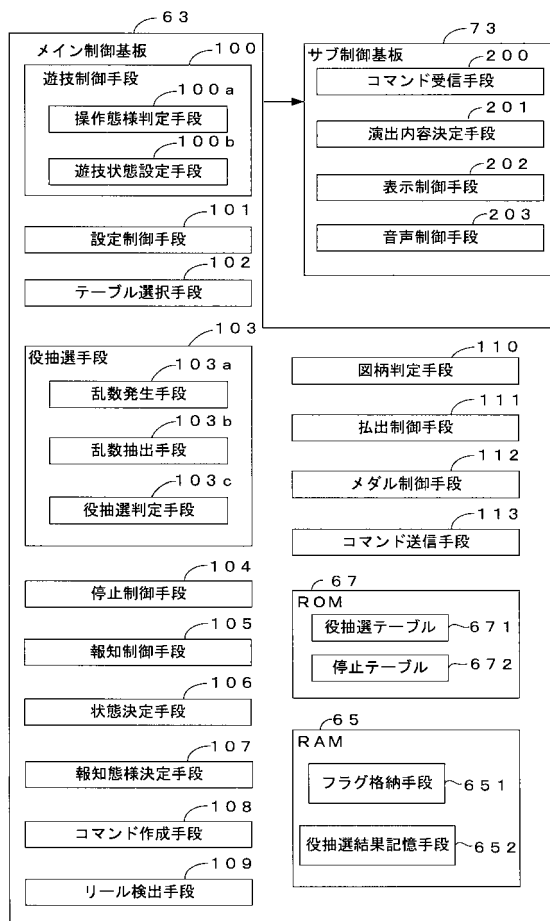 63
メイン制御基板
100
遊技制御手段
100a
操作態様判定手段
100b
遊技状態設定手段
101
設定制御手段
102
テーブル選択手段
103
役抽選手段
103a
乱数発生手段
103b
乱数抽出手段
103c
役抽選判定手段
104
停止制御手段
105
報知制御手段
106
状態決定手段
107
報知態様決定手段
108
コマンド作成手段
109
リール検出手段
73
サブ制御基板
200
コマンド受信手段
201
演出内容決定手段
202
表示制御手段
203
音声制御手段
110
図柄判定手段
111
払出制御手段
112
メダル制御手段
113
コマンド送信手段
67
ROM
役抽選テーブル
671
停止テーブル
672
65
RAM
フラグ格納手段
651
役抽選結果記憶手段
652